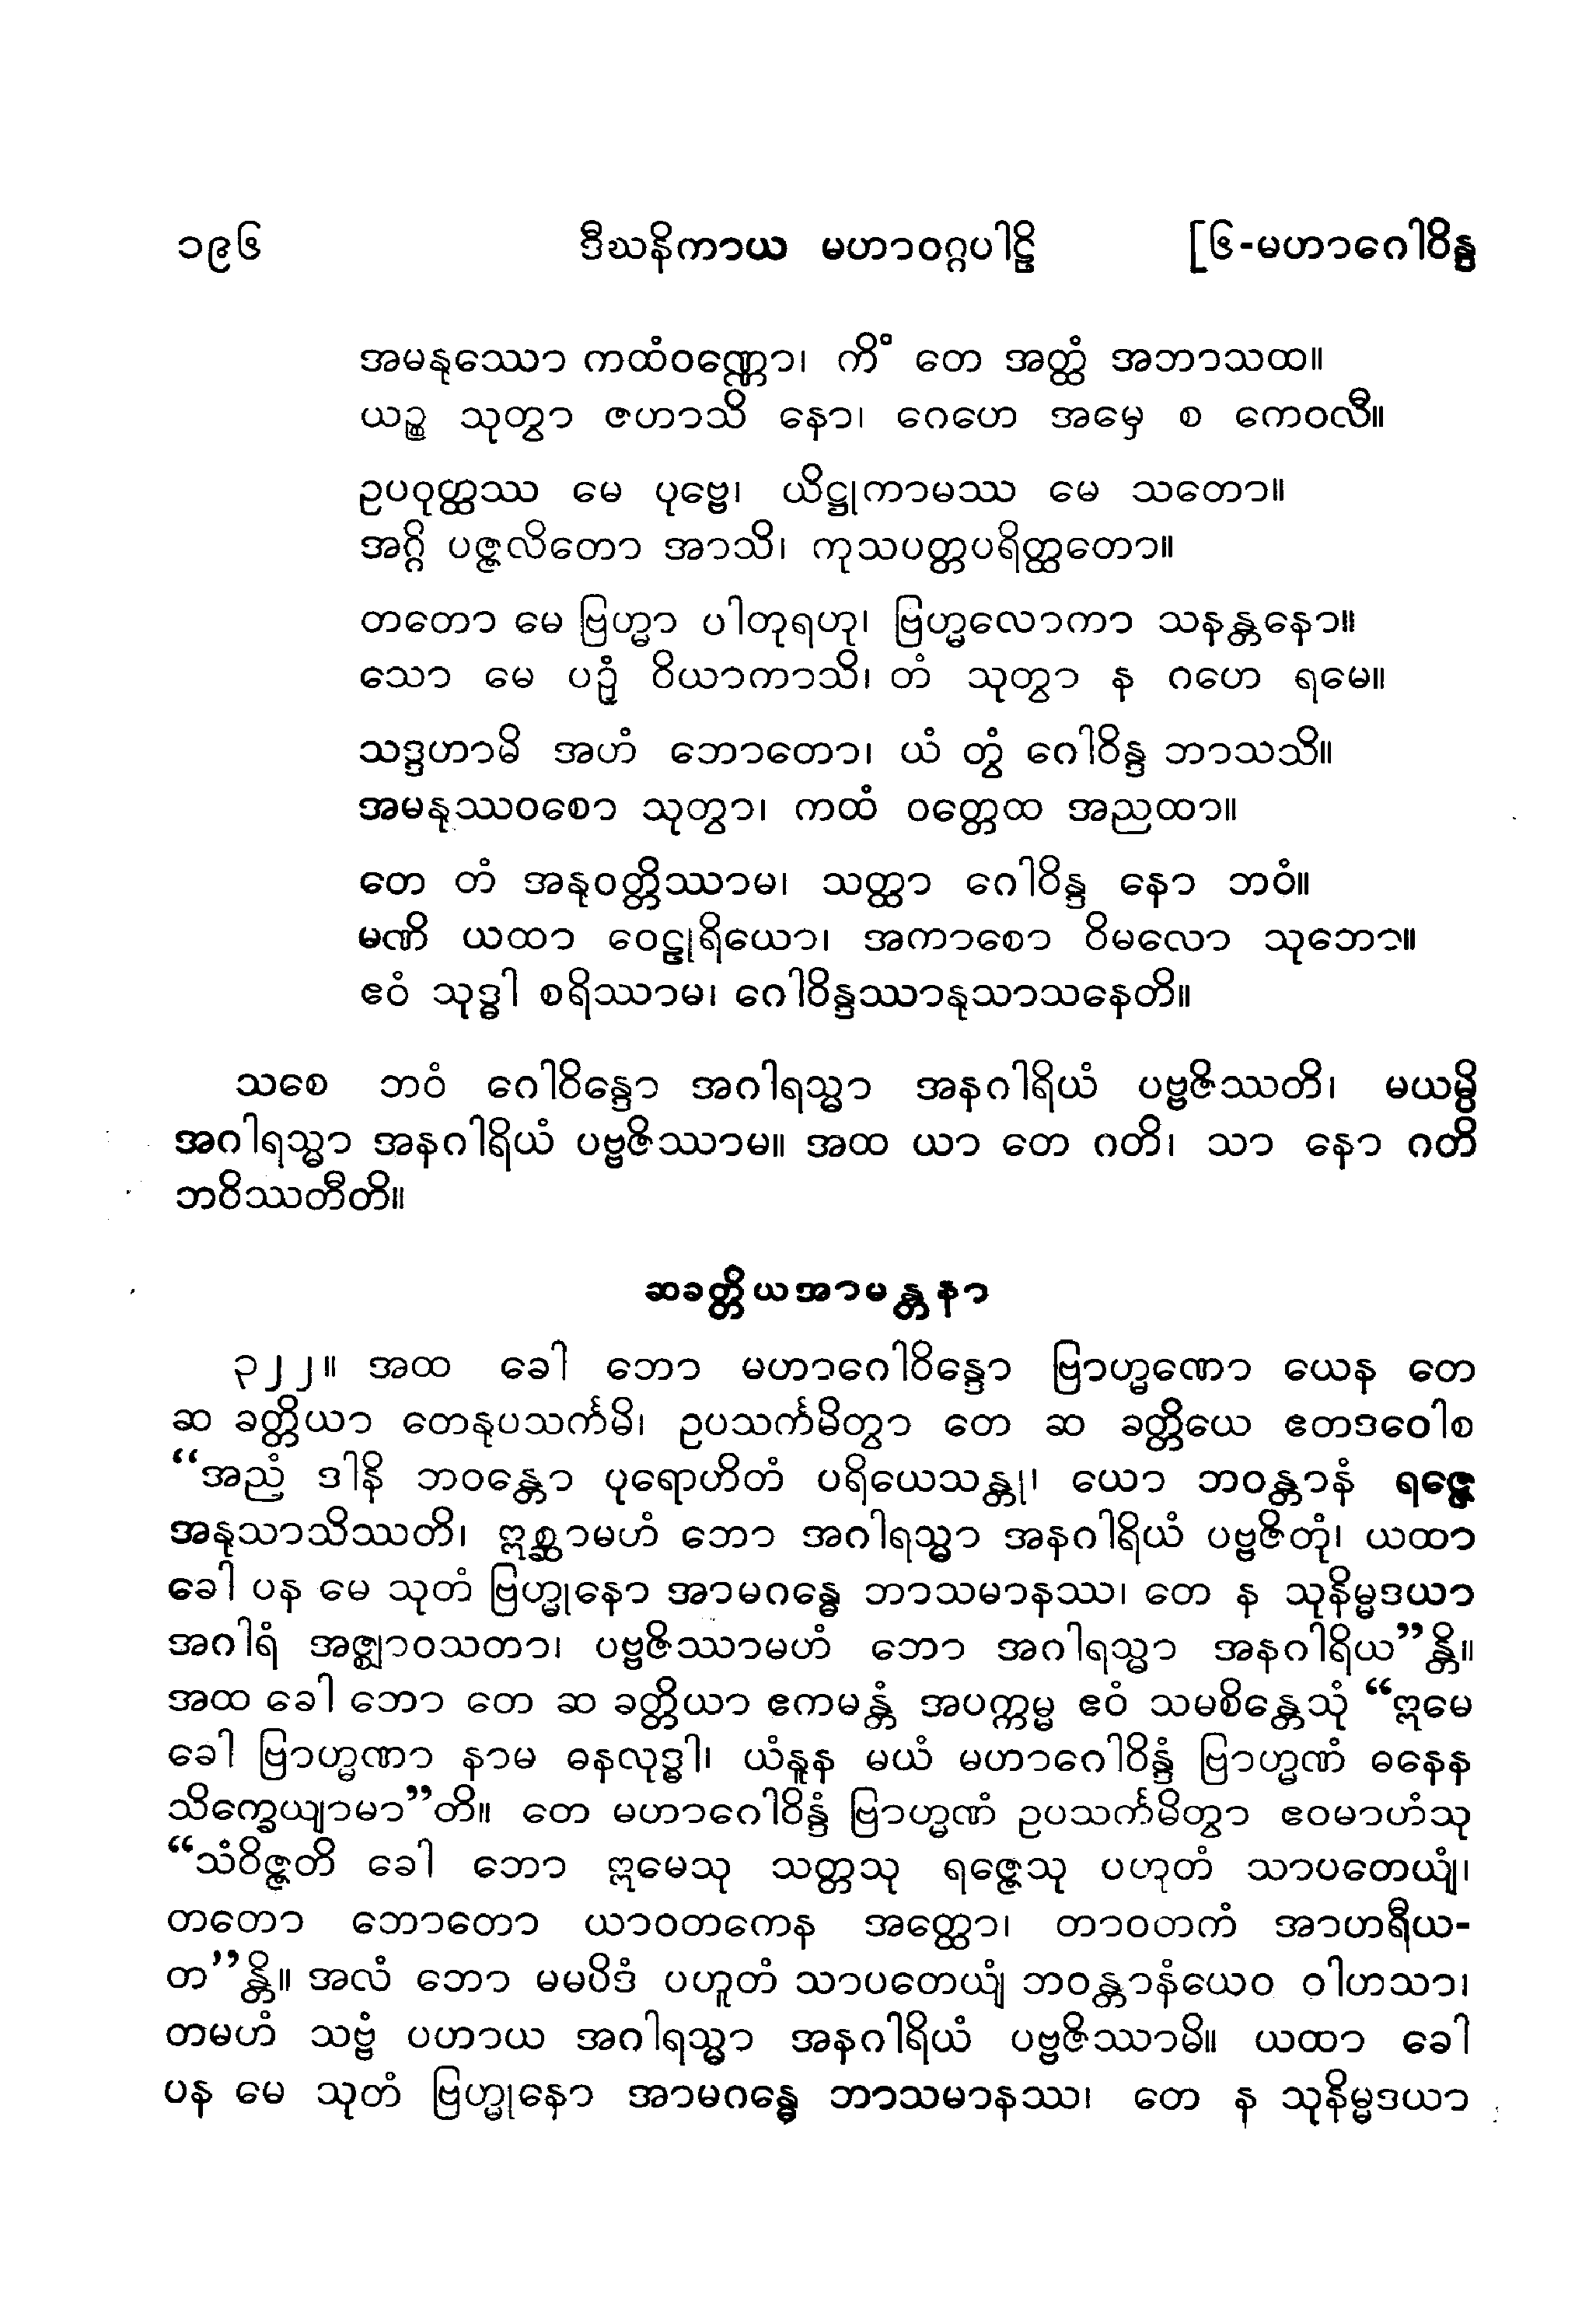 ၁၉၆ ဒီဃနိကာယ မဟာဝဂ္ဂပါဠိ [၆-မဟာဂေါဝိန္ဒ
အမနုဿော ကထံဝဏ္ဏော၊ ကိံ တေ အတ္ထံ အဘာသထ။
ယဉ္စ သုတွာ ဇဟာသိ နော၊ ဂေဟေ အမှေ စ ကေဝလီ။
ဥပဝုတ္ထဿ မေ ပုဗ္ဗေ၊ ယိဋ္ဌုကာမဿ မေ သတော။
အဂ္ဂိ ပဇ္ဇလိတော အာသိ၊ ကုသပတ္တပရိတ္ထတော။
တတော မေ ဗြဟ္မာ ပါတုရဟု၊ ဗြဟ္မလောကာ သနန္တနော။
သော မေ ပဉှံ ဝိယာကာသိ၊ တံ သုတွာ န ဂဟေ ရမေ။
သဒ္ဒဟာမိ အဟံ ဘောတော၊ ယံ တွံ ဂေါဝိန္ဒ ဘာသသိ။
အမနုဿဝစော သုတွာ၊ ကထံ ဝတ္တေထ အညထာ။
တေ တံ အနုဝတ္တိဿာမ၊ သတ္ထာ ဂေါဝိန္ဒ နော ဘဝံ။
မဏိ ယထာ ဝေဠုရိယော၊ အကာစော ဝိမလော သုဘော။
ဧဝံ သုဒ္ဓါ စရိဿာမ၊ ဂေါဝိန္ဒဿာနုသာသနေတိ။
သစေ ဘဝံ ဂေါဝိန္ဒော အဂါရသ္မာ အနဂါရိယံ ပဗ္ဗဇိဿတိ၊ မယမ္ပိ
အဂါရသ္မာ အနဂါရိယံ ပဗ္ဗဇိဿာမ။ အထ ယာ တေ ဂတိ၊ သာ နော ဂတိ
ဘဝိဿတီတိ။
ဆခတ္တိယအာမန္တနာ
၃၂၂။ အထ ခေါ ဘော မဟာဂေါဝိန္ဒော ဗြာဟ္မဏော ယေန တေ
ဆ ခတ္တိယာ တေနုပသင်္ကမိ၊ ဥပသင်္ကမိတွာ တေ ဆ ခတ္တိယေ ဧတဒဝေါစ
“အညံ ဒါနိ ဘဝန္တော ပုရောဟိတံ ပရိယေသန္တု၊ ယော ဘဝန္တာနံ ရဇ္ဇေ
အနုသာသိဿတိ၊ ဣစ္ဆာမဟံ ဘော အဂါရသ္မာ အနဂါရိယံ ပဗ္ဗဇိတုံ၊ ယထာ
ခေါ ပန မေ သုတံ ဗြဟ္မုနော အာမဂန္ဓေ ဘာသမာနဿ၊ တေ န သုနိမ္မဒယာ
အဂါရံ အဇ္ဈာဝသတာ၊ ပဗ္ဗဇိဿာမဟံ ဘော အဂါရသ္မာ အနဂါရိယ”န္တိ။
အထ ခေါ ဘော တေ ဆ ခတ္တိယာ ဧကမန္တံ အပက္ကမ္မ ဧဝံ သမစိန္တေသုံ “ဣမေ
ခေါ ဗြာဟ္မဏာ နာမ ဓနလုဒ္ဓါ၊ ယံနူန မယံ မဟာဂေါဝိန္ဒံ ဗြာဟ္မဏံ ဓနေန
သိက္ခေယျာမာ”တိ။ တေ မဟာဂေါဝိန္ဒံ ဗြာဟ္မဏံ ဥပသင်္ကမိတွာ ဧဝမာဟံသု
“သံဝိဇ္ဇတိ ခေါ ဘော ဣမေသု သတ္တသု ရဇ္ဇေသု ပဟုတံ သာပတေယျံ၊
တတော ဘောတော ယာဝတကေန အတ္ထော၊ တာဝတကံ အာဟရီယ-
တ”န္တိ။ အလံ ဘော မမပိဒံ ပဟူတံ သာပတေယျံ ဘဝန္တာနံယေဝ ဝါဟသာ၊
တမဟံ သဗ္ဗံ ပဟာယ အဂါရသ္မာ အနဂါရိယံ ပဗ္ဗဇိဿာမိ။ ယထာ ခေါ
ပန မေ သုတံ ဗြဟ္မုနော အာမဂန္ဓေ ဘာသမာနဿ၊ တေ န သုနိမ္မဒယာ